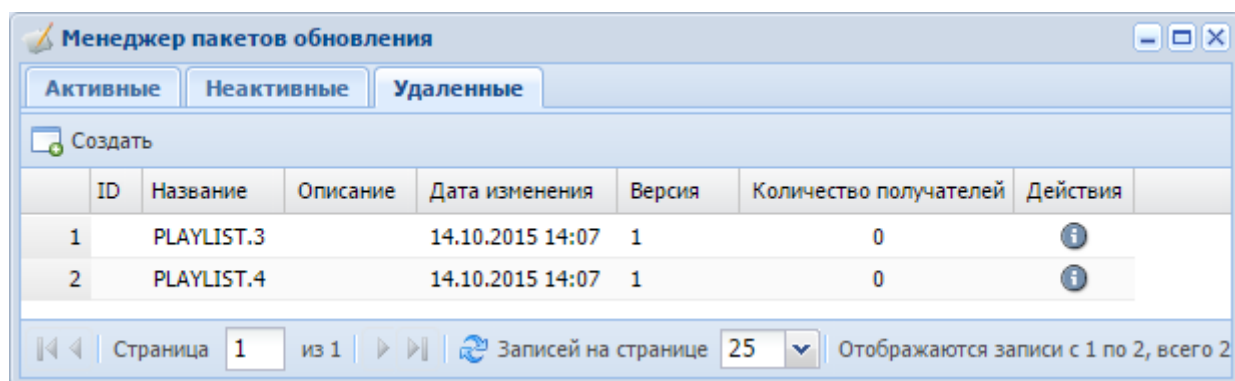 Менеджер пакетов обновления
Активные Неактивные Удаленные
Создать
ID Название Описание Дата изменения Версия Количество получателей Действия
1 PLAYLIST.3 14.10.2015 14:07 1 0
2 PLAYLIST.4 14.10.2015 14:07 1 0
Страница 1 из 1 Записей на странице 25 Отображаются записи с 1 по 2, всего 2